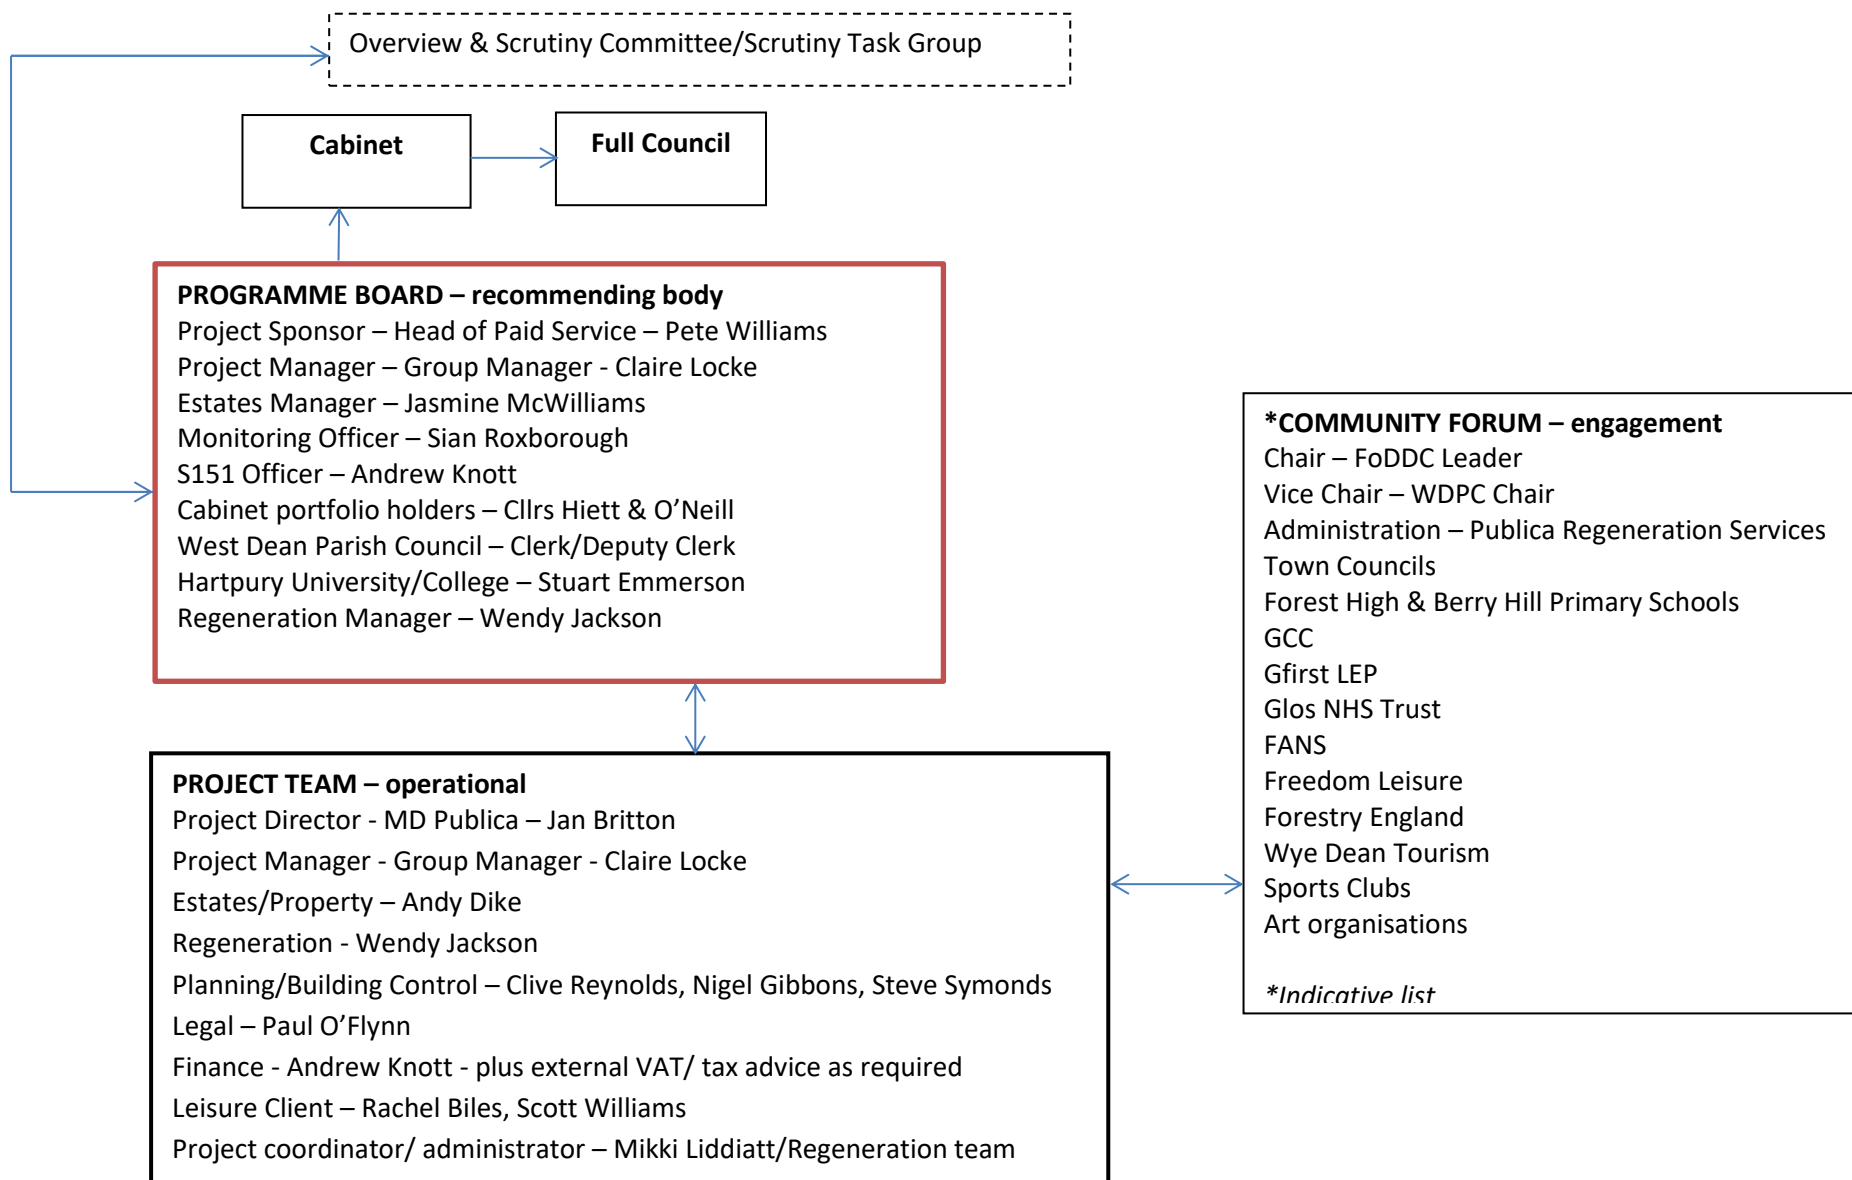 Overview & Scrutiny Committee/Scrutiny Task Group
Cabinet
Full Council
PROGRAMME BOARD – recommending body
Project Sponsor – Head of Paid Service – Pete Williams
Project Manager – Group Manager - Claire Locke
Estates Manager – Jasmine McWilliams
Monitoring Officer – Sian Roxborough
S151 Officer – Andrew Knott
Cabinet portfolio holders – Cllrs Hiett & O’Neill
West Dean Parish Council – Clerk/Deputy Clerk
Hartpury University/College – Stuart Emmerson
Regeneration Manager – Wendy Jackson
*COMMUNITY FORUM – engagement
Chair – FoDDC Leader
Vice Chair – WDPC Chair
Administration – Publica Regeneration Services
Town Councils
Forest High & Berry Hill Primary Schools
GCC
Gfirst LEP
Glos NHS Trust
FANS
Freedom Leisure
Forestry England
Wye Dean Tourism
Sports Clubs
Art organisations
*Indicative list
PROJECT TEAM – operational
Project Director - MD Publica – Jan Britton
Project Manager - Group Manager - Claire Locke
Estates/Property – Andy Dike
Regeneration - Wendy Jackson
Planning/Building Control – Clive Reynolds, Nigel Gibbons, Steve Symonds
Legal – Paul O’Flynn
Finance - Andrew Knott - plus external VAT/ tax advice as required
Leisure Client – Rachel Biles, Scott Williams
Project coordinator/ administrator – Mikki Liddiatt/Regeneration team